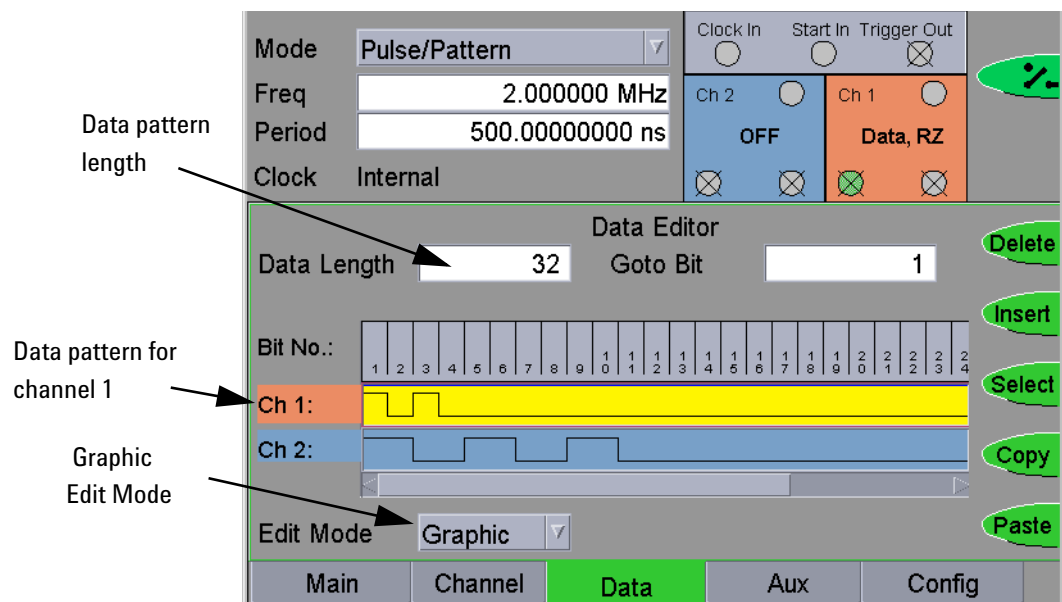 Data pattern
length
Data pattern for
channel 1
Graphic
Edit Mode
Mode Pulse/Pattern
Freq 2.000000 MHz
Period 500.00000000 ns
Clock Internal
Clock In Start In Trigger Out
Ch 2 Ch 1
OFF Data, RZ
Data Editor
Data Length 32 Goto Bit 1
Bit No.: 1 2 3 4 5 6 7 8 9 10 11 12 13 14 15 16 17 18 19 20 21 22 23 24
Ch 1:
Ch 2:
Edit Mode Graphic
Delete
Insert
Select
Copy
Paste
Main Channel Data Aux Config